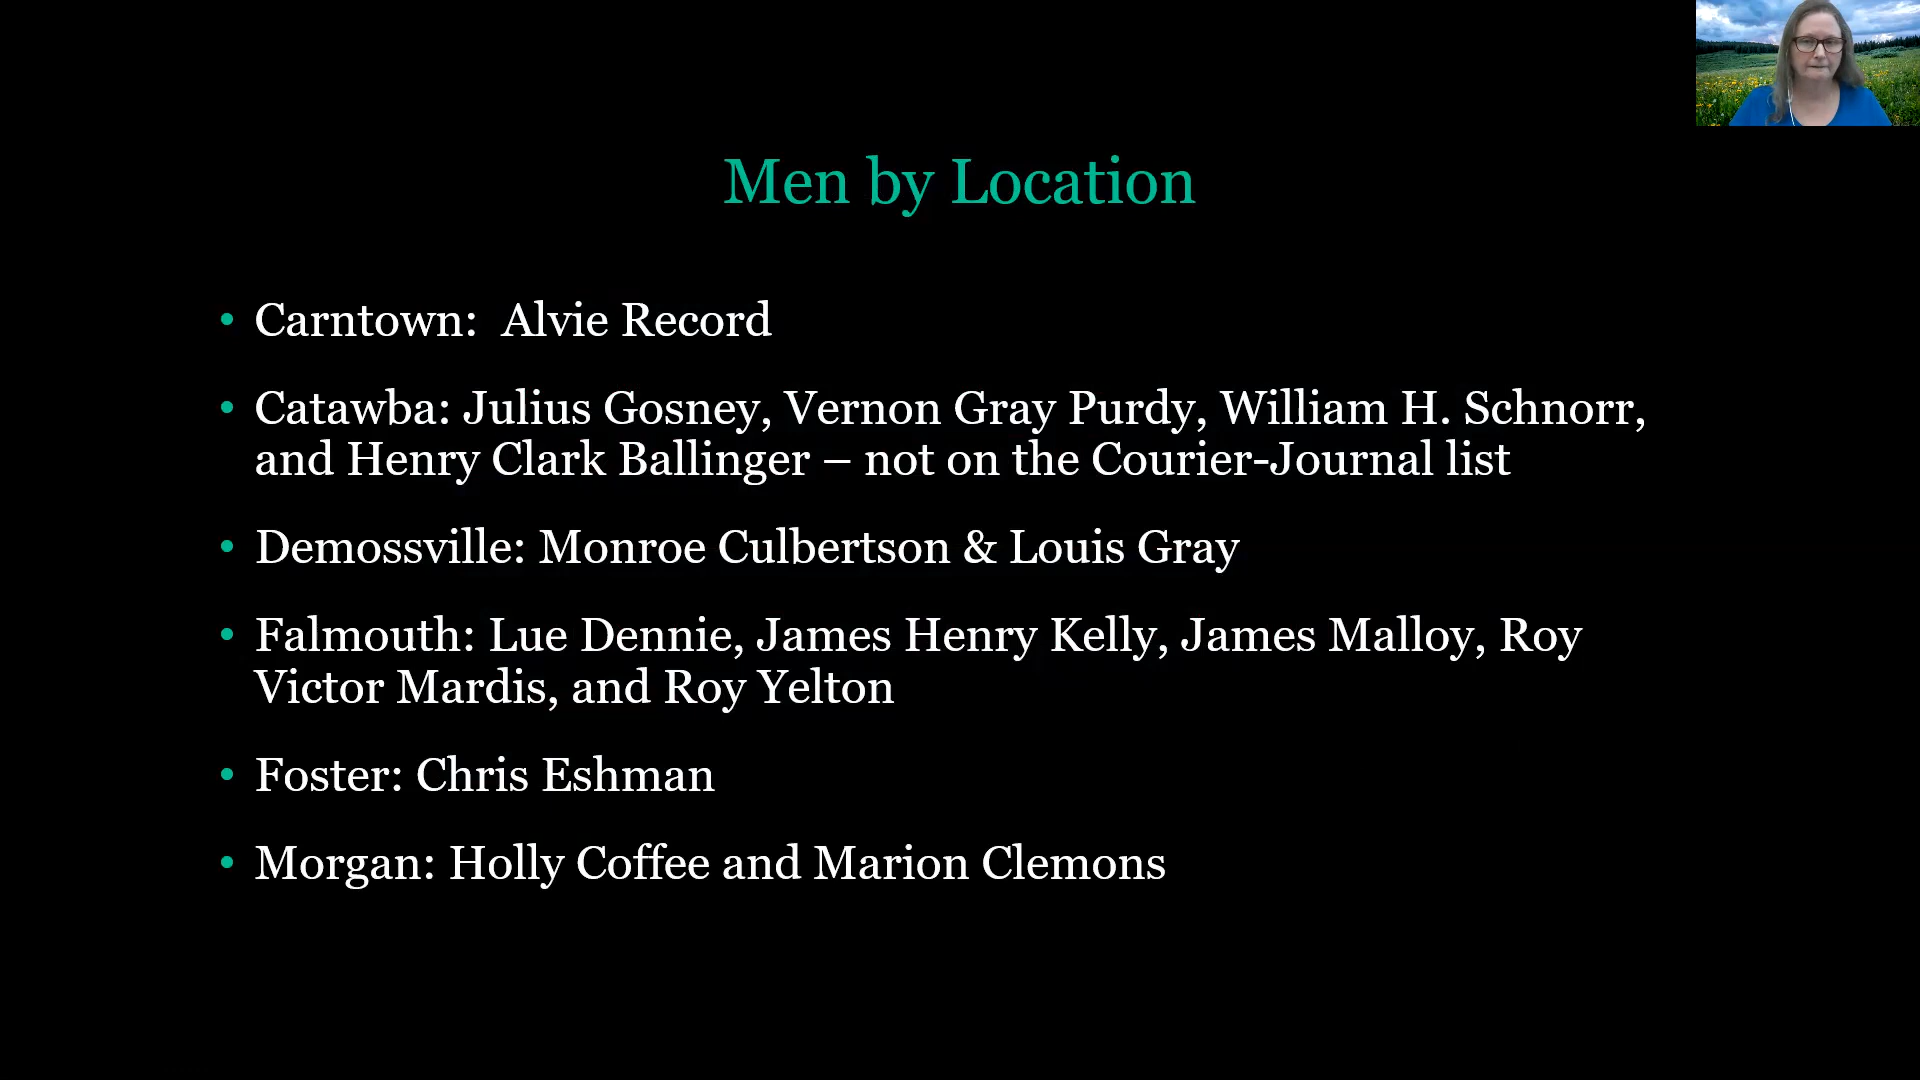 Men by Location
• Carntown:  Alvie Record
• Catawba: Julius Gosney, Vernon Gray Purdy, William H. Schnorr,
and Henry Clark Ballinger – not on the Courier-Journal list
• Demossville: Monroe Culbertson & Louis Gray
• Falmouth: Lue Dennie, James Henry Kelly, James Malloy, Roy
Victor Mardis, and Roy Yelton
• Foster: Chris Eshman
• Morgan: Holly Coffee and Marion Clemons